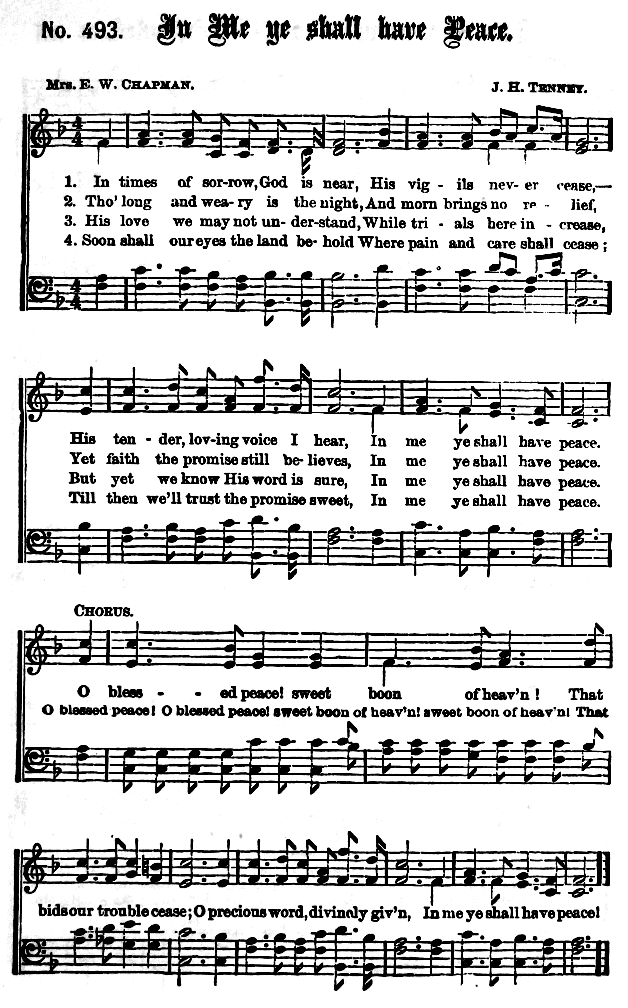 No. 493. In Me ye shall have Peace.
Mrs. E. W. CHAPMAN. J. H. TENNEY.
1. In times of sor-row, God is near, His vig - ils nev- er cease,—
2. Tho' long and wea-ry is the night, And morn brings no re - lief,
3. His love we may not un- der-stand, While tri - als here in - crease,
4. Soon shall our eyes the land be- hold Where pain and care shall cease;
His ten - der, lov-ing voice I hear, In me ye shall have peace.
Yet faith the promise still be- lieves, In me ye shall have peace.
But yet we know His word is sure, In me ye shall have peace.
Till then we'll trust the promise sweet, In me ye shall have peace.
CHORUS.
O bless - - ed peace! sweet boon of heav'n! That
O blessed peace! O blessed peace! sweet boon of heav'n! sweet boon of heav'n! That
bids our trouble cease; O precious word, divinely giv'n, In me ye shall have peace!